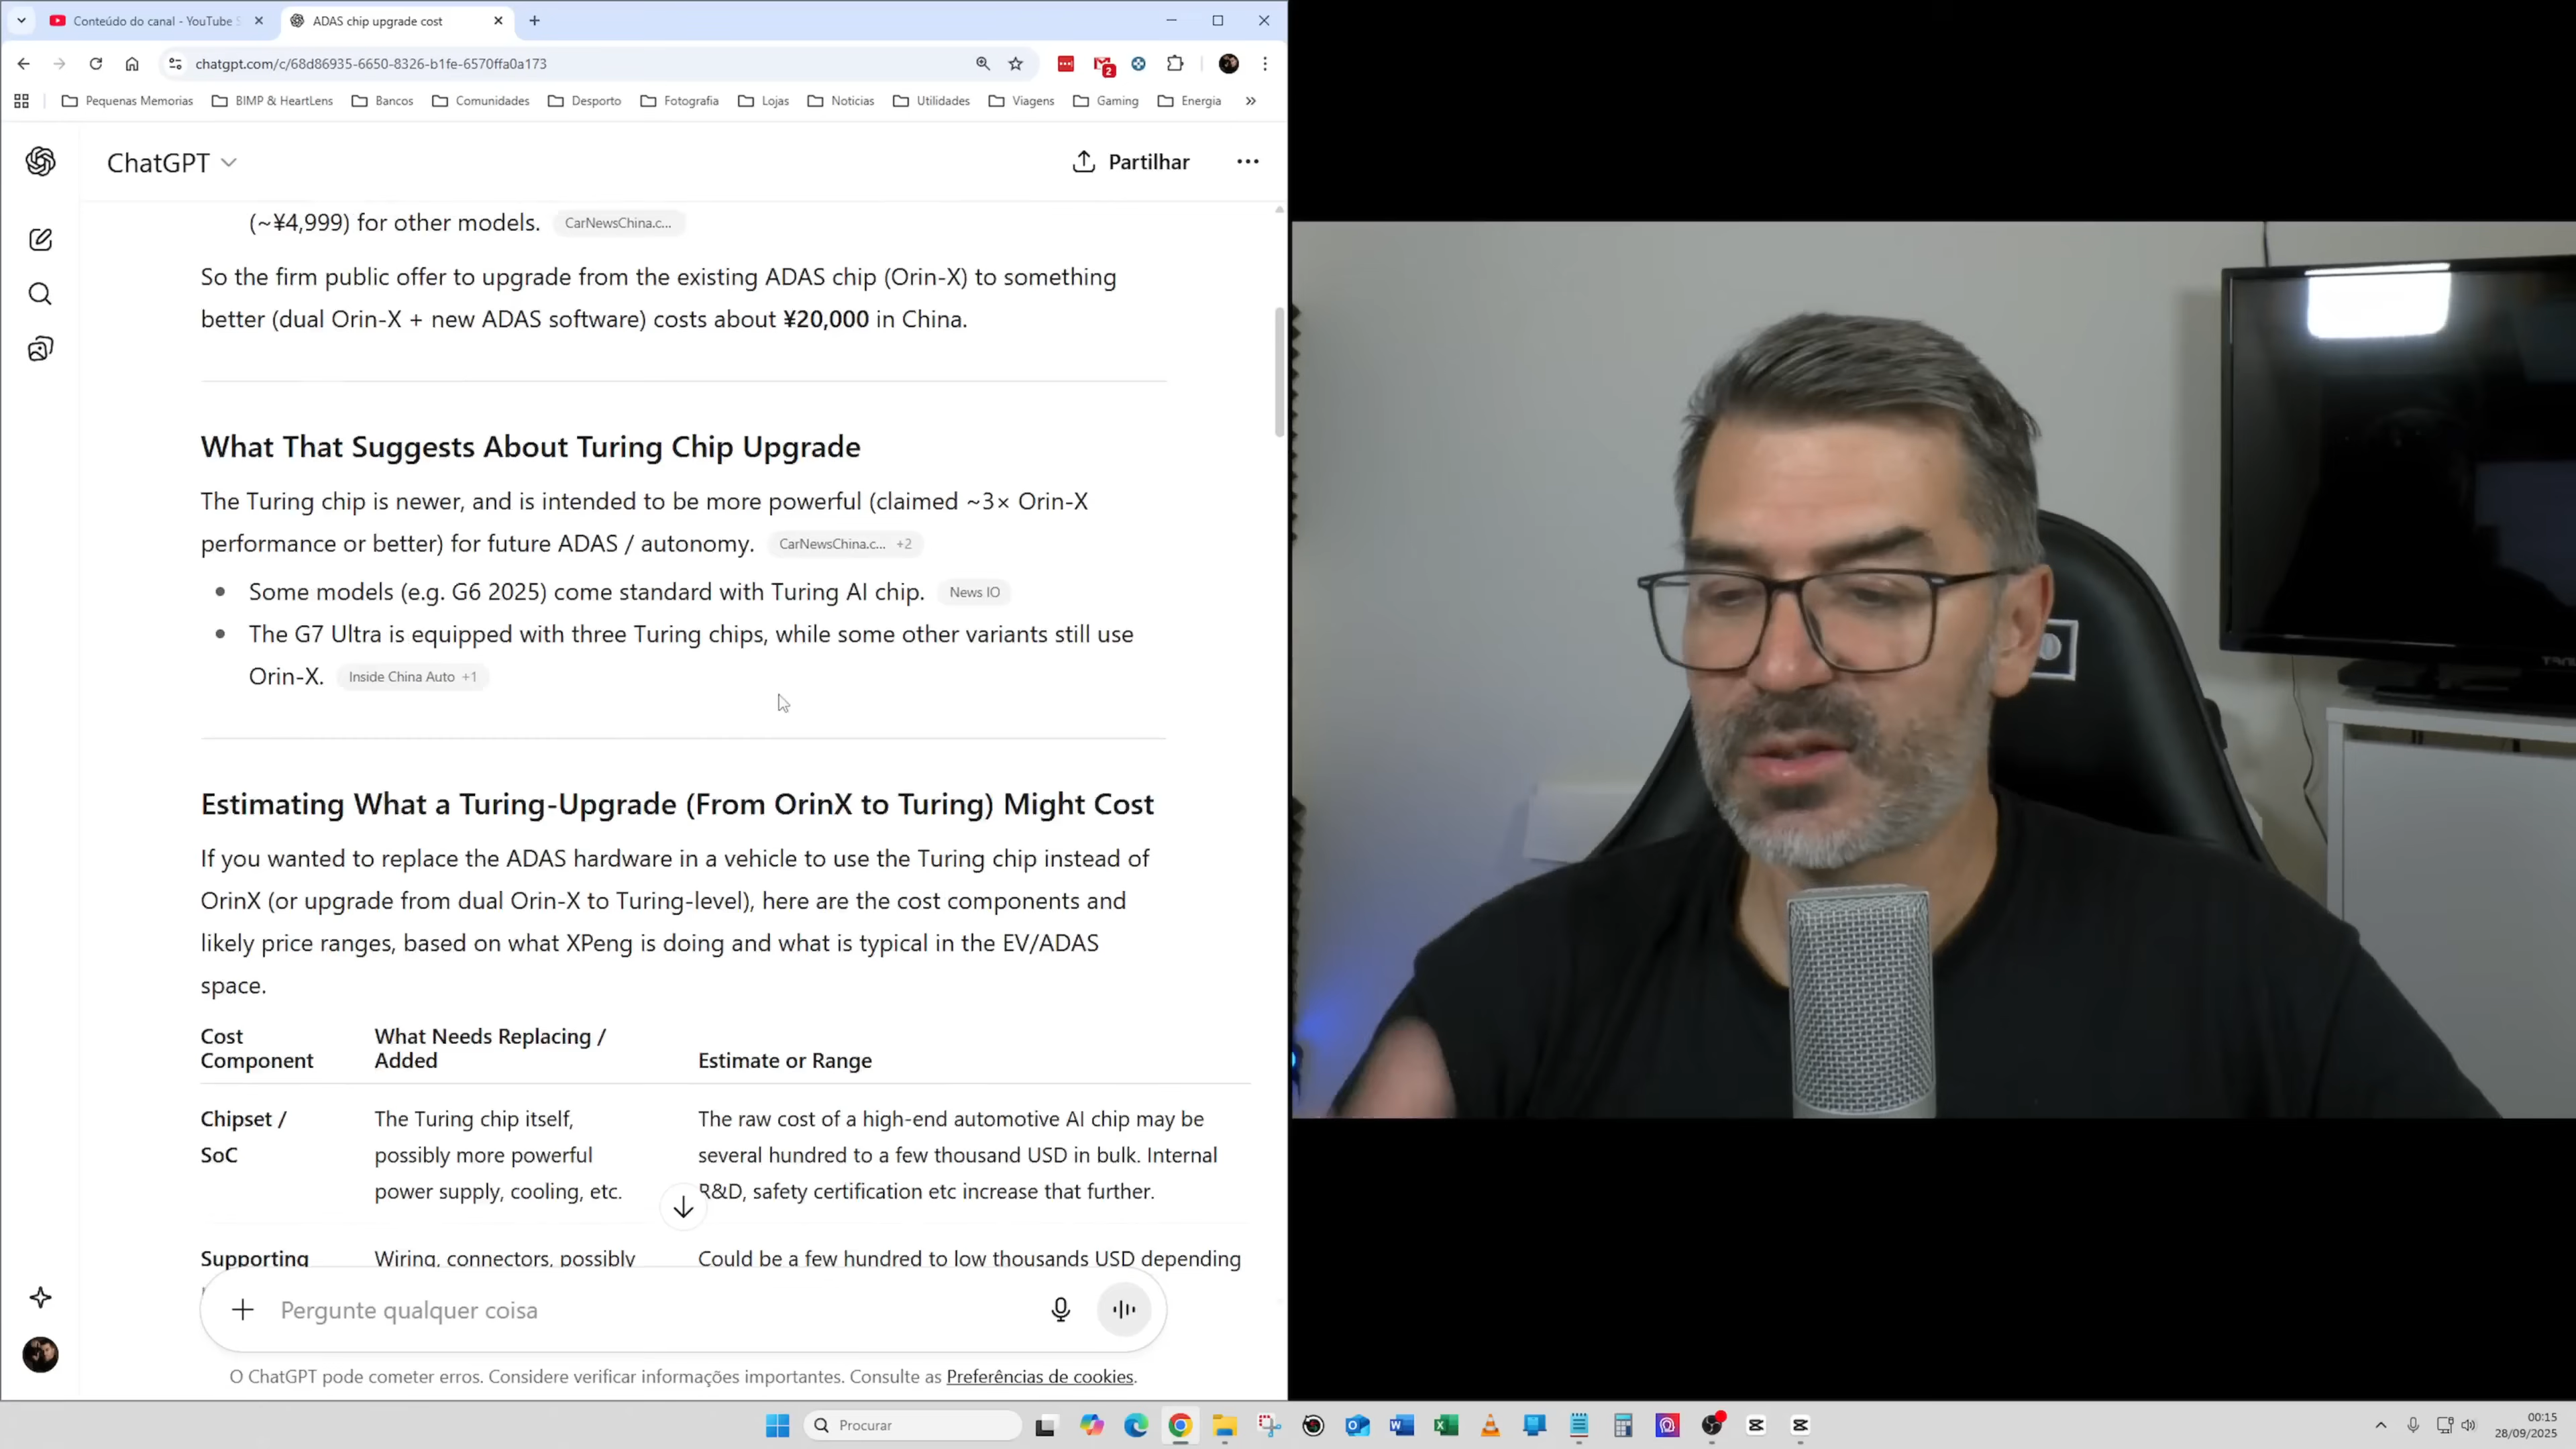 Conteúdo do canal - YouTube S
ADAS chip upgrade cost
chatgpt.com/c/68d86935-6650-8326-b1fe-6570ffa0a173
2
Pequenas Memorias
BIMP & HeartLens
Bancos
Comunidades
Desporto
Fotografia
Lojas
Noticias
Utilidades
Viagens
Gaming
Energia
ChatGPT
Partilhar
(~¥4,999) for other models. CarNewsChina.c...
So the firm public offer to upgrade from the existing ADAS chip (Orin-X) to something
better (dual Orin-X + new ADAS software) costs about ¥20,000 in China.
What That Suggests About Turing Chip Upgrade
The Turing chip is newer, and is intended to be more powerful (claimed ~3× Orin-X
performance or better) for future ADAS / autonomy. CarNewsChina.c... +2
• Some models (e.g. G6 2025) come standard with Turing AI chip. News IO
• The G7 Ultra is equipped with three Turing chips, while some other variants still use
Orin-X. Inside China Auto +1
Estimating What a Turing-Upgrade (From OrinX to Turing) Might Cost
If you wanted to replace the ADAS hardware in a vehicle to use the Turing chip instead of
OrinX (or upgrade from dual Orin-X to Turing-level), here are the cost components and
likely price ranges, based on what XPeng is doing and what is typical in the EV/ADAS
space.
Cost
Component
What Needs Replacing /
Added
Estimate or Range
Chipset /
SoC
The Turing chip itself,
possibly more powerful
power supply, cooling, etc.
The raw cost of a high-end automotive AI chip may be
several hundred to a few thousand USD in bulk. Internal
R&D, safety certification etc increase that further.
Supporting
Wiring, connectors, possibly
Could be a few hundred to low thousands USD depending
Pergunte qualquer coisa
O ChatGPT pode cometer erros. Considere verificar informações importantes. Consulte as Preferências de cookies.
Procurar
00:15
28/09/2025